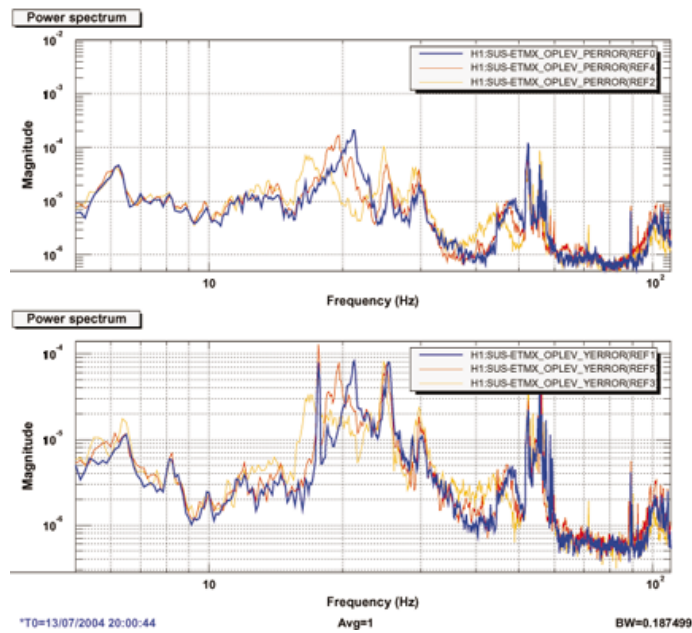 Power spectrum
10-2
H1:SUS-ETMX_OPLEV_PERROR(REF0
H1:SUS-ETMX_OPLEV_PERROR(REF4
H1:SUS-ETMX_OPLEV_PERROR(REF2
10-3
Magnitude
10-4
10-5
10-6
10
10²
Frequency (Hz)
Power spectrum
10-4
H1:SUS-ETMX_OPLEV_YERROR(REF1
H1:SUS-ETMX_OPLEV_YERROR(REF5
H1:SUS-ETMX_OPLEV_YERROR(REF3
Magnitude
10-5
10-6
10
10²
Frequency (Hz)
*T0=13/07/2004 20:00:44
Avg=1
BW=0.187499